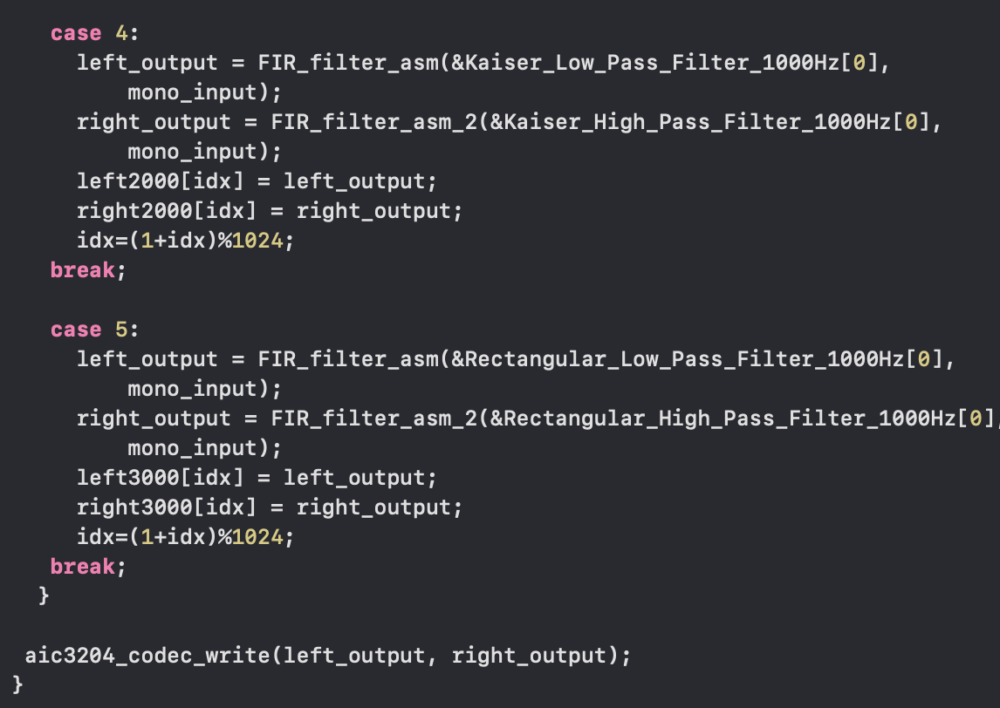 case 4:
left_output = FIR_filter_asm(&Kaiser_Low_Pass_Filter_1000Hz[0],
mono_input);
right_output = FIR_filter_asm_2(&Kaiser_High_Pass_Filter_1000Hz[0],
mono_input);
left2000[idx] = left_output;
right2000[idx] = right_output;
idx=(1+idx)%1024;
break;
case 5:
left_output = FIR_filter_asm(&Rectangular_Low_Pass_Filter_1000Hz[0],
mono_input);
right_output = FIR_filter_asm_2(&Rectangular_High_Pass_Filter_1000Hz[0],
mono_input);
left3000[idx] = left_output;
right3000[idx] = right_output;
idx=(1+idx)%1024;
break;
}
aic3204_codec_write(left_output, right_output);
}